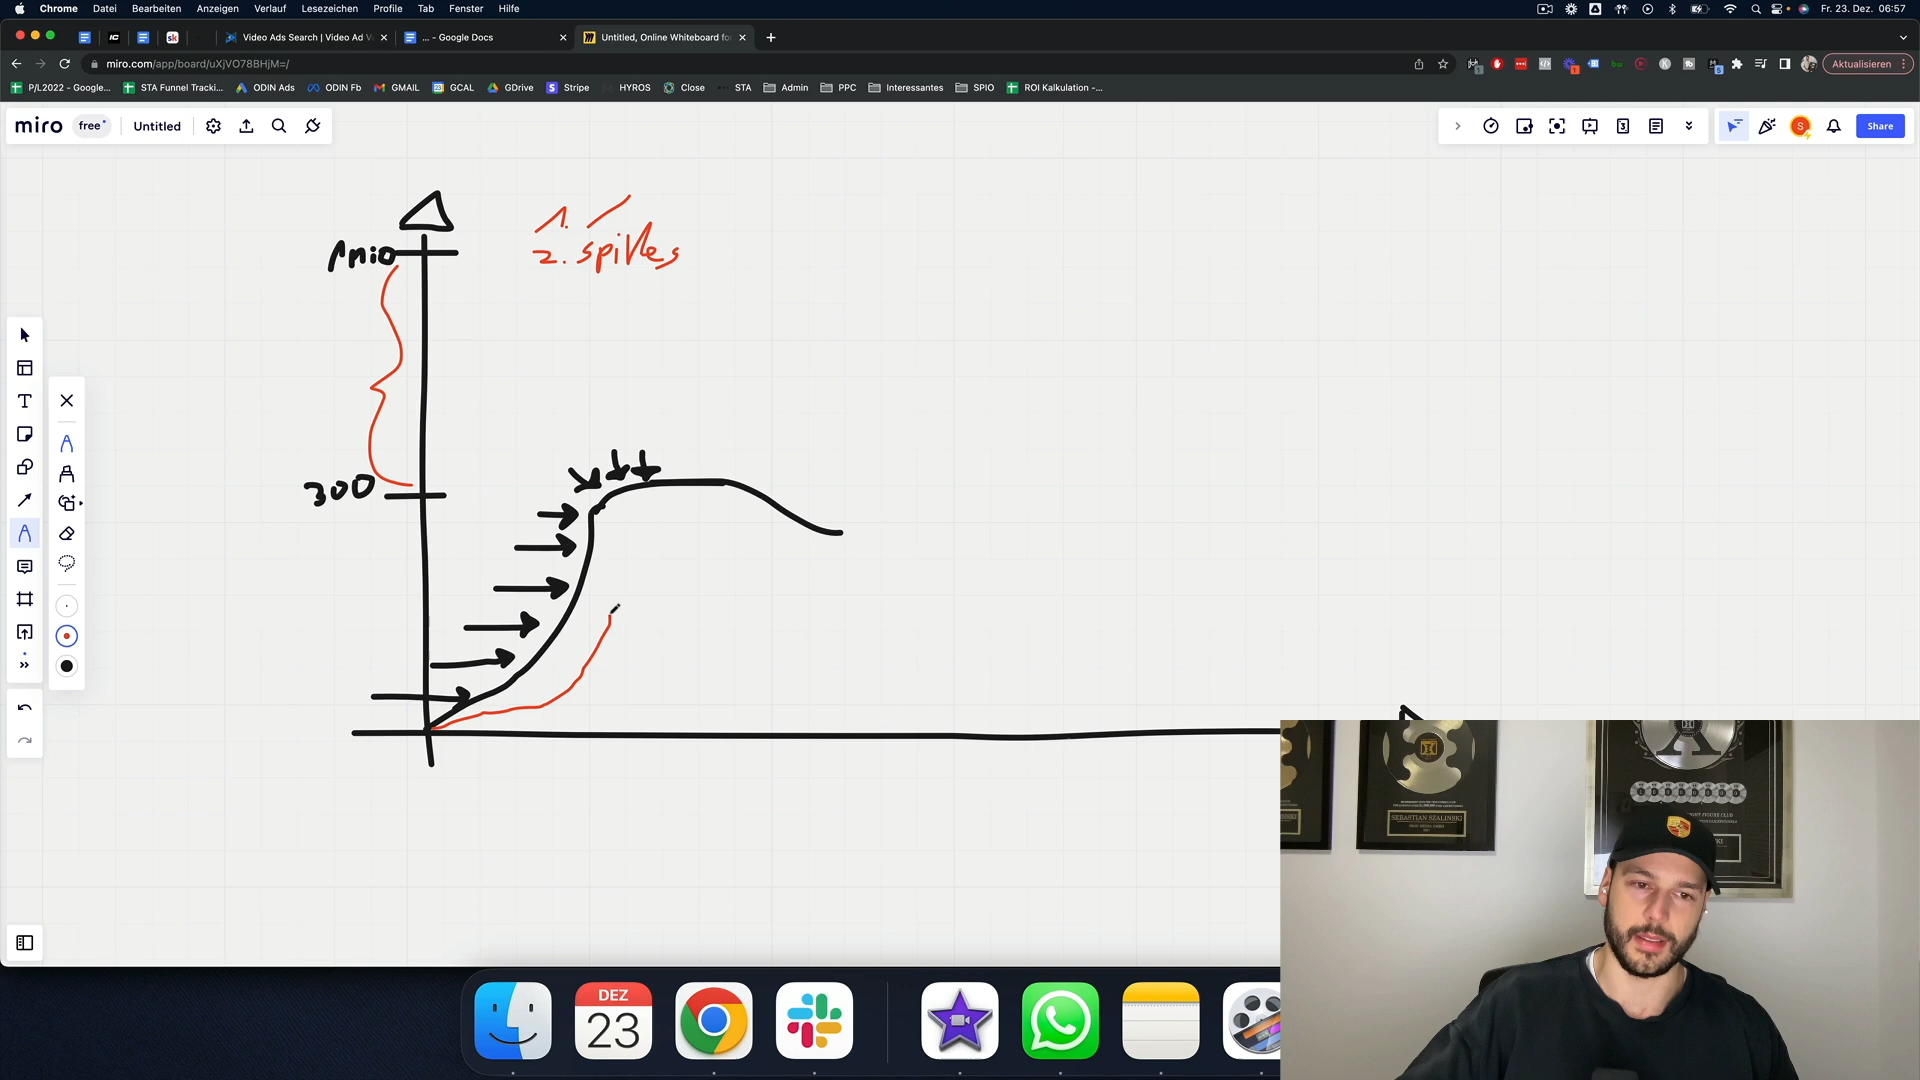 Chrome Datei Bearbeiten Anzeigen Verlauf Lesezeichen Profile Tab Fenster Hilfe
Fr. 23. Dez. 06:57
Video Ads Search | Video Ad V
... - Google Docs
Untitled, Online Whiteboard fo
miro.com/app/board/uXjVO78BHjM=/
Aktualisieren
P/L2022 - Google... STA Funnel Tracki... ODIN Ads ODIN Fb GMAIL GCAL GDrive Stripe HYROS Close STA Admin PPC Interessantes SPIO ROI Kalkulation -...
miro free Untitled
Share
1.
1mio
2. spikes
300
SEBASTIAN SZALINSKI
DEZ
23